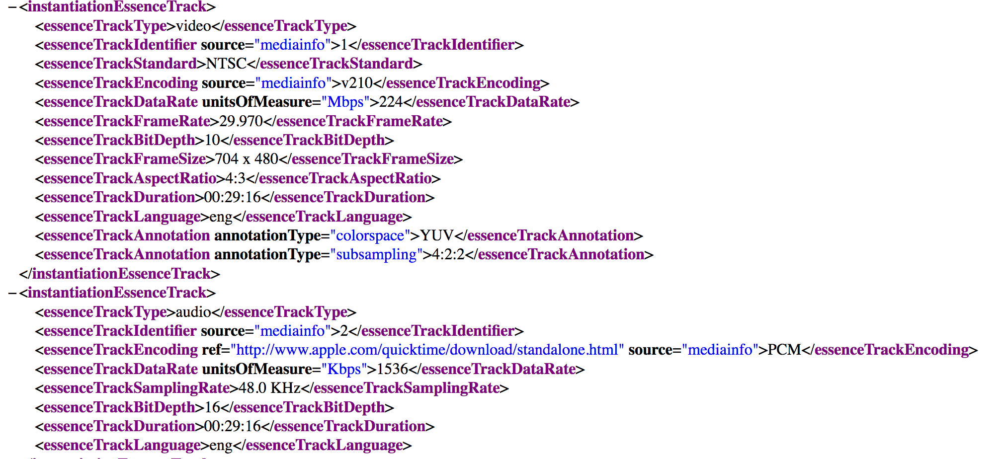 –<instantiationEssenceTrack>
<essenceTrackType>video</essenceTrackType>
<essenceTrackIdentifier source="mediainfo">1</essenceTrackIdentifier>
<essenceTrackStandard>NTSC</essenceTrackStandard>
<essenceTrackEncoding source="mediainfo">v210</essenceTrackEncoding>
<essenceTrackDataRate unitsOfMeasure="Mbps">224</essenceTrackDataRate>
<essenceTrackFrameRate>29.970</essenceTrackFrameRate>
<essenceTrackBitDepth>10</essenceTrackBitDepth>
<essenceTrackFrameSize>704 x 480</essenceTrackFrameSize>
<essenceTrackAspectRatio>4:3</essenceTrackAspectRatio>
<essenceTrackDuration>00:29:16</essenceTrackDuration>
<essenceTrackLanguage>eng</essenceTrackLanguage>
<essenceTrackAnnotation annotationType="colorspace">YUV</essenceTrackAnnotation>
<essenceTrackAnnotation annotationType="subsampling">4:2:2</essenceTrackAnnotation>
</instantiationEssenceTrack>
–<instantiationEssenceTrack>
<essenceTrackType>audio</essenceTrackType>
<essenceTrackIdentifier source="mediainfo">2</essenceTrackIdentifier>
<essenceTrackEncoding ref="http://www.apple.com/quicktime/download/standalone.html" source="mediainfo">PCM</essenceTrackEncoding>
<essenceTrackDataRate unitsOfMeasure="Kbps">1536</essenceTrackDataRate>
<essenceTrackSamplingRate>48.0 KHz</essenceTrackSamplingRate>
<essenceTrackBitDepth>16</essenceTrackBitDepth>
<essenceTrackDuration>00:29:16</essenceTrackDuration>
<essenceTrackLanguage>eng</essenceTrackLanguage>